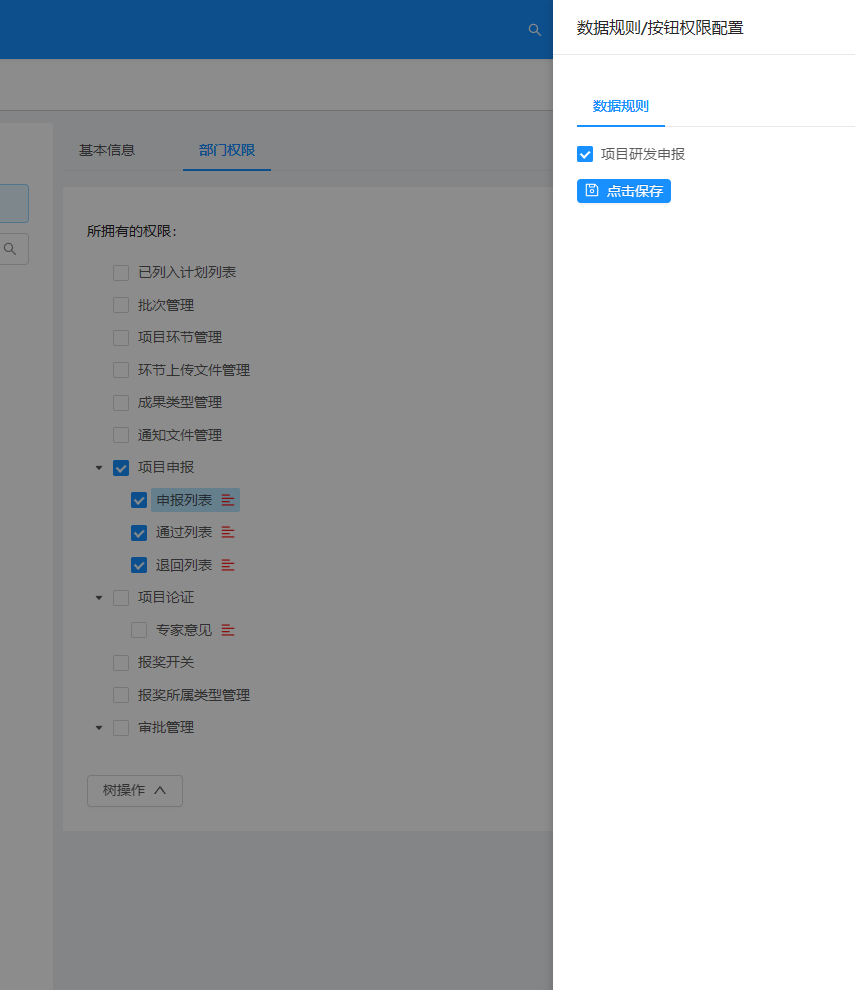 数据规则/按钮权限配置
数据规则
项目研发申报
点击保存
基本信息
部门权限
所拥有的权限:
已列入计划列表
批次管理
项目环节管理
环节上传文件管理
成果类型管理
通知文件管理
项目申报
申报列表
通过列表
退回列表
项目论证
专家意见
报奖开关
报奖所属类型管理
审批管理
树操作